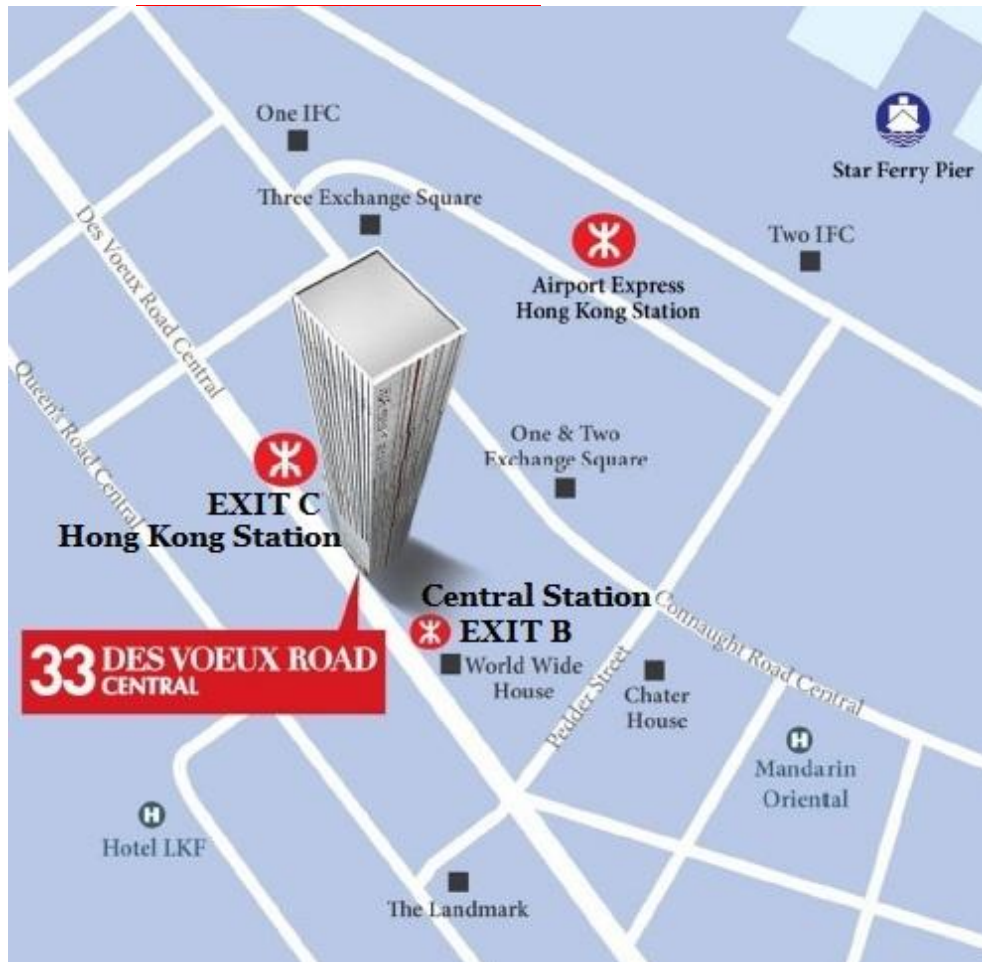 One IFC
Three Exchange Square
Star Ferry Pier
Two IFC
Airport Express
Hong Kong Station
Des Voeux Road Central
Queen's Road Central
One & Two
Exchange Square
EXIT C
Hong Kong Station
Central Station
EXIT B
33 DES VOEUX ROAD
CENTRAL
World Wide
House
Pedder Street
Connaught Road Central
Chater
House
H
Mandarin
Oriental
H
Hotel LKF
The Landmark